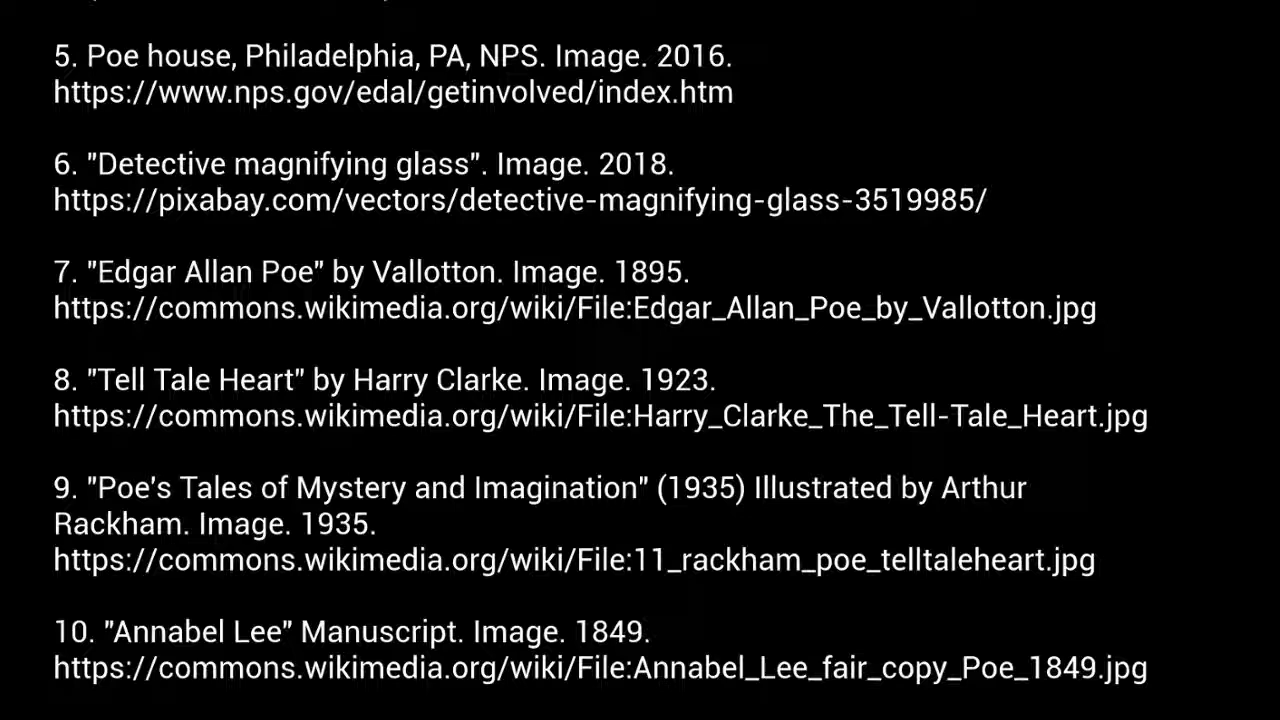 5. Poe house, Philadelphia, PA, NPS. Image. 2016.
https://www.nps.gov/edal/getinvolved/index.htm
6. "Detective magnifying glass". Image. 2018.
https://pixabay.com/vectors/detective-magnifying-glass-3519985/
7. "Edgar Allan Poe" by Vallotton. Image. 1895.
https://commons.wikimedia.org/wiki/File:Edgar_Allan_Poe_by_Vallotton.jpg
8. "Tell Tale Heart" by Harry Clarke. Image. 1923.
https://commons.wikimedia.org/wiki/File:Harry_Clarke_The_Tell-Tale_Heart.jpg
9. "Poe's Tales of Mystery and Imagination" (1935) Illustrated by Arthur
Rackham. Image. 1935.
https://commons.wikimedia.org/wiki/File:11_rackham_poe_telltaleheart.jpg
10. "Annabel Lee" Manuscript. Image. 1849.
https://commons.wikimedia.org/wiki/File:Annabel_Lee_fair_copy_Poe_1849.jpg